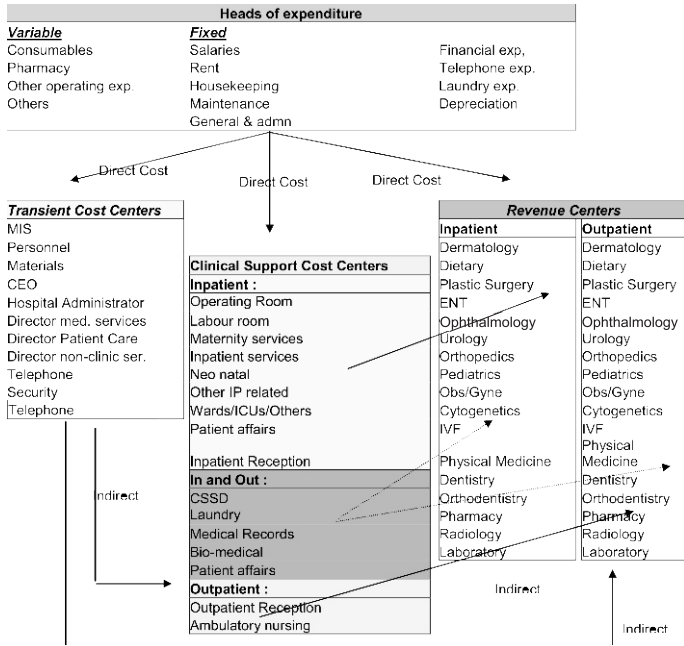 Heads of expenditure
Variable Fixed
Consumables Salaries Financial exp,
Pharmacy Rent Telephone exp.
Other operating exp. Housekeeping Laundry exp.
Others Maintenance Depreciation
General & admn
Direct Cost
Direct Cost
Direct Cost
Transient Cost Centers
MIS
Personnel
Materials
CEO
Hospital Administrator
Director med. services
Director Patient Care
Director non-clinic ser.
Telephone
Security
Telephone
Indirect
Clinical Support Cost Centers
Inpatient :
Operating Room
Labour room
Maternity services
Inpatient services
Neo natal
Other IP related
Wards/ICUs/Others
Patient affairs
Inpatient Reception
In and Out :
CSSD
Laundry
Medical Records
Bio-medical
Patient affairs
Outpatient :
Outpatient Reception
Ambulatory nursing
Revenue Centers
Inpatient
Dermatology
Dietary
Plastic Surgery
ENT
Ophthalmology
Urology
Orthopedics
Pediatrics
Obs/Gyne
Cytogenetics
IVF
Physical Medicine
Dentistry
Orthodentistry
Pharmacy
Radiology
Laboratory
Outpatient
Dermatology
Dietary
Plastic Surgery
ENT
Ophthalmology
Urology
Orthopedics
Pediatrics
Obs/Gyne
Cytogenetics
IVF
Physical
Medicine
Dentistry
Orthodentistry
Pharmacy
Radiology
Laboratory
Indirect
Indirect